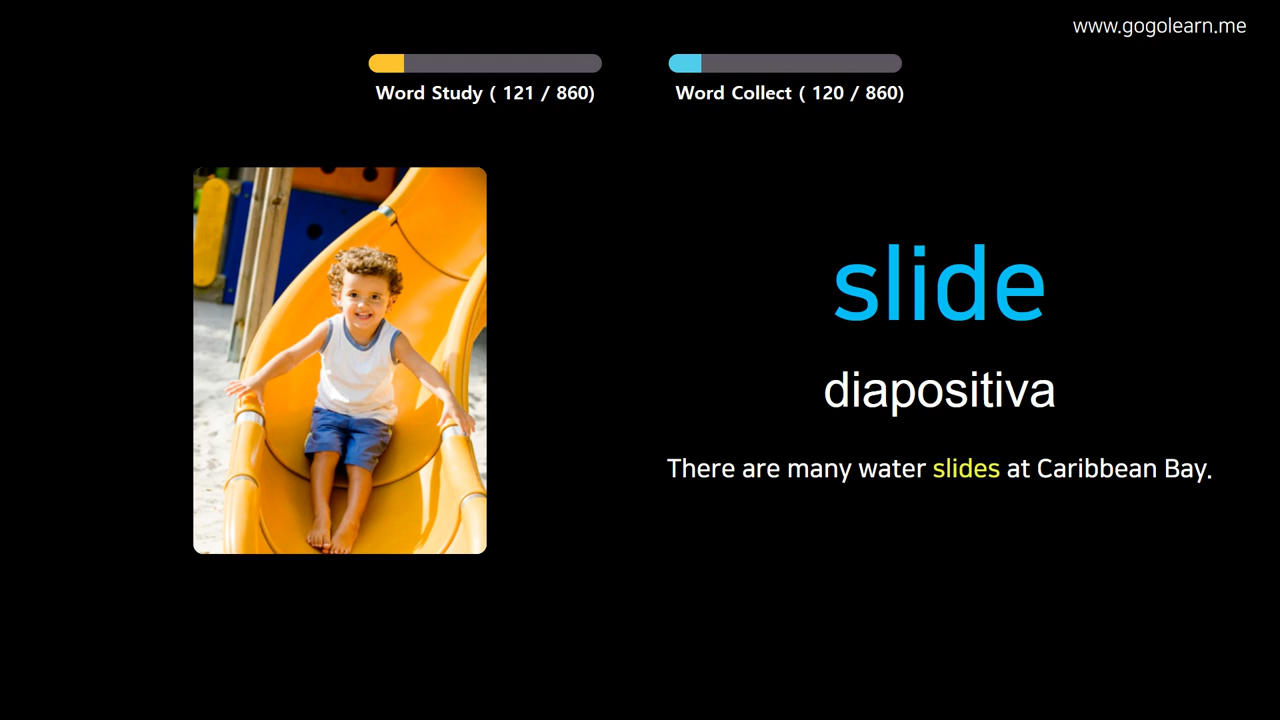 www.gogolearn.me
Word Study ( 121 / 860)
Word Collect ( 120 / 860)
slide
diapositiva
There are many water slides at Caribbean Bay.